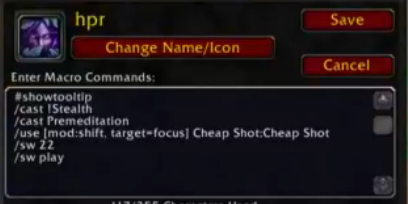 hpr
Save
Change Name/Icon
Cancel
Enter Macro Commands:
#showtooltip
/cast !Stealth
/cast Premeditation
/use [mod:shift, target=focus] Cheap Shot;Cheap Shot
/sw 22
/sw play